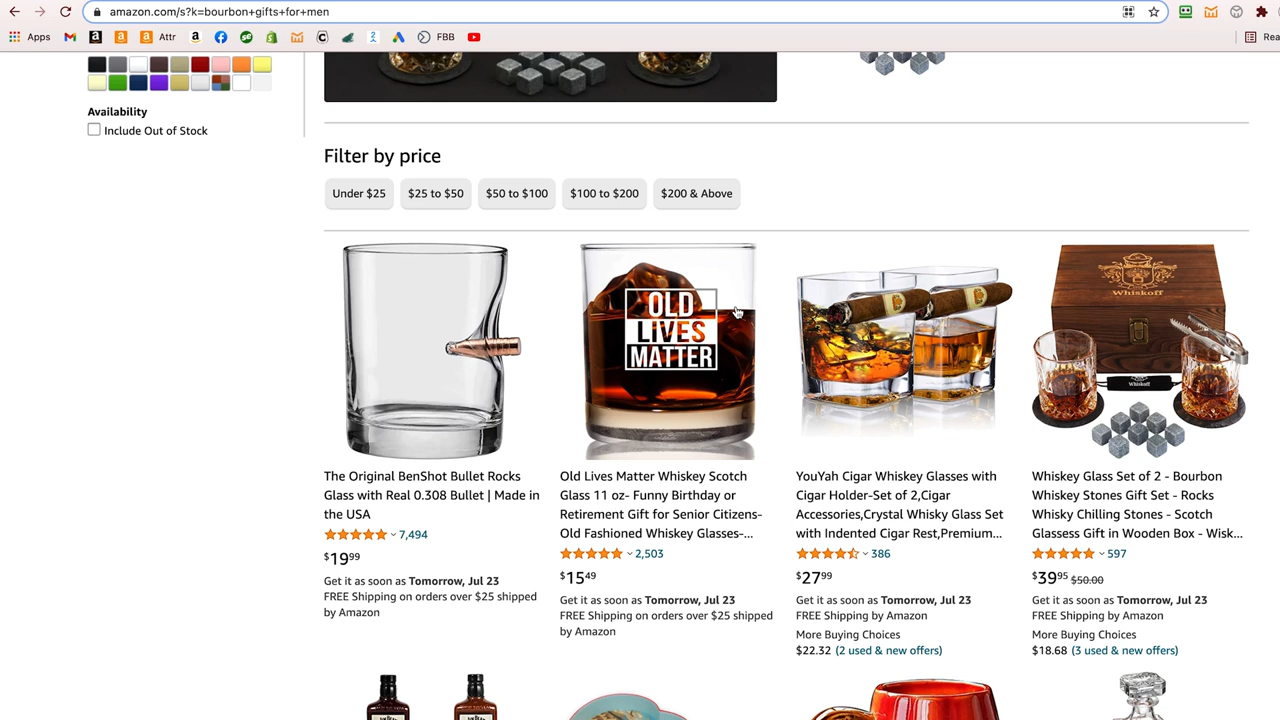 amazon.com/s?k=bourbon+gifts+for+men
Apps
Attr
FBB
Rea
Availability
Include Out of Stock
Filter by price
Under $25
$25 to $50
$50 to $100
$100 to $200
$200 & Above
OLD
LIVES
MATTER
Whiskoff
Whiskoff
The Original BenShot Bullet Rocks
Glass with Real 0.308 Bullet | Made in
the USA
7,494
$19.99
Get it as soon as Tomorrow, Jul 23
FREE Shipping on orders over $25 shipped
by Amazon
Old Lives Matter Whiskey Scotch
Glass 11 oz- Funny Birthday or
Retirement Gift for Senior Citizens-
Old Fashioned Whiskey Glasses-...
2,503
$15.49
Get it as soon as Tomorrow, Jul 23
FREE Shipping on orders over $25 shipped
by Amazon
YouYah Cigar Whiskey Glasses with
Cigar Holder-Set of 2,Cigar
Accessories,Crystal Whisky Glass Set
with Indented Cigar Rest,Premium...
386
$27.99
Get it as soon as Tomorrow, Jul 23
FREE Shipping by Amazon
More Buying Choices
$22.32 (2 used & new offers)
Whiskey Glass Set of 2 - Bourbon
Whiskey Stones Gift Set - Rocks
Whisky Chilling Stones - Scotch
Glassess Gift in Wooden Box - Wisk...
597
$39.95 $50.00
Get it as soon as Tomorrow, Jul 23
FREE Shipping by Amazon
More Buying Choices
$18.68 (3 used & new offers)